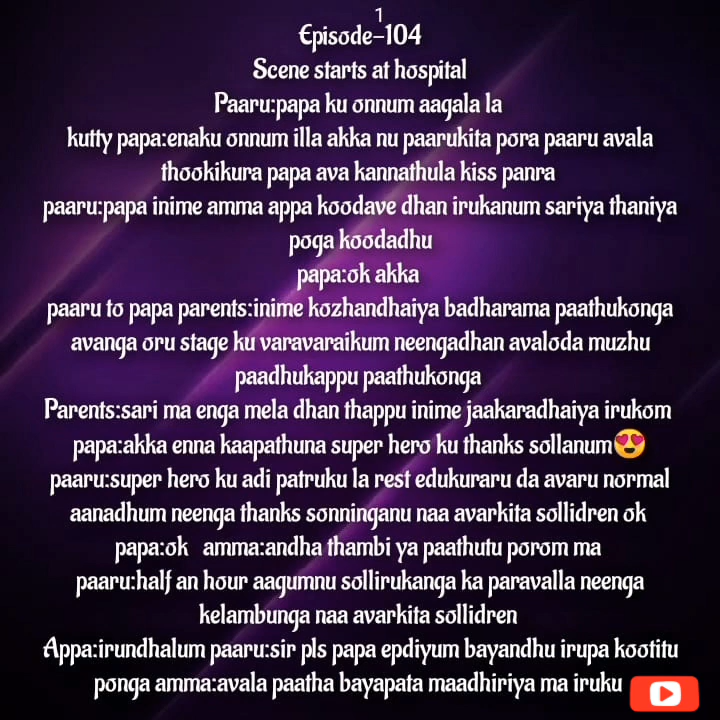 1
Episode-104
Scene starts at hospital
Paaru:papa ku onnum aagala la
kutty papa:enaku onnum illa akka nu paarukita pora paaru avala
thookikura papa ava kannathula kiss panra
paaru:papa inime amma appa koodave dhan irukanum sariya thaniya
poga koodadhu
papa:ok akka
paaru to papa parents:inime kozhandhaiya badharama paathukonga
avanga oru stage ku varavaraikum neengadhan avaloda muzhu
paadhukappu paathukonga
Parents:sari ma enga mela dhan thappu inime jaakaradhaiya irukom
papa:akka enna kaapathuna super hero ku thanks sollanum😍
paaru:super hero ku adi patruku la rest edukuraru da avaru normal
aanadhum neenga thanks sonninganu naa avarkita sollidren ok
papa:ok amma:andha thambi ya paathutu porom ma
paaru:half an hour aagumnu sollirukanga ka paravalla neenga
kelambunga naa avarkita sollidren
Appa:irundhalum paaru:sir pls papa epdiyum bayandhu irupa kootitu
ponga amma:avala paatha bayapata maadhiriya ma iruku